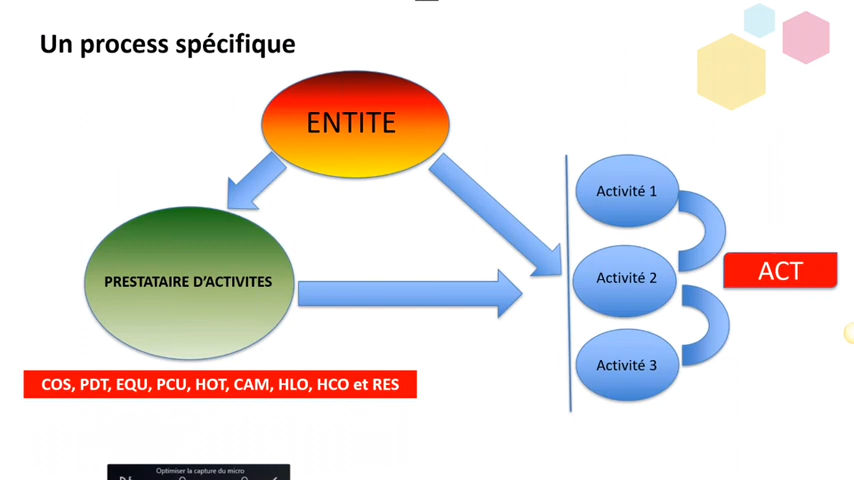 Un process spécifique
ENTITE
Activité 1
PRESTATAIRE D'ACTIVITES
Activité 2
ACT
Activité 3
COS, PDT, EQU, PCU, HOT, CAM, HLO, HCO et RES
Optimiser la capture du micro